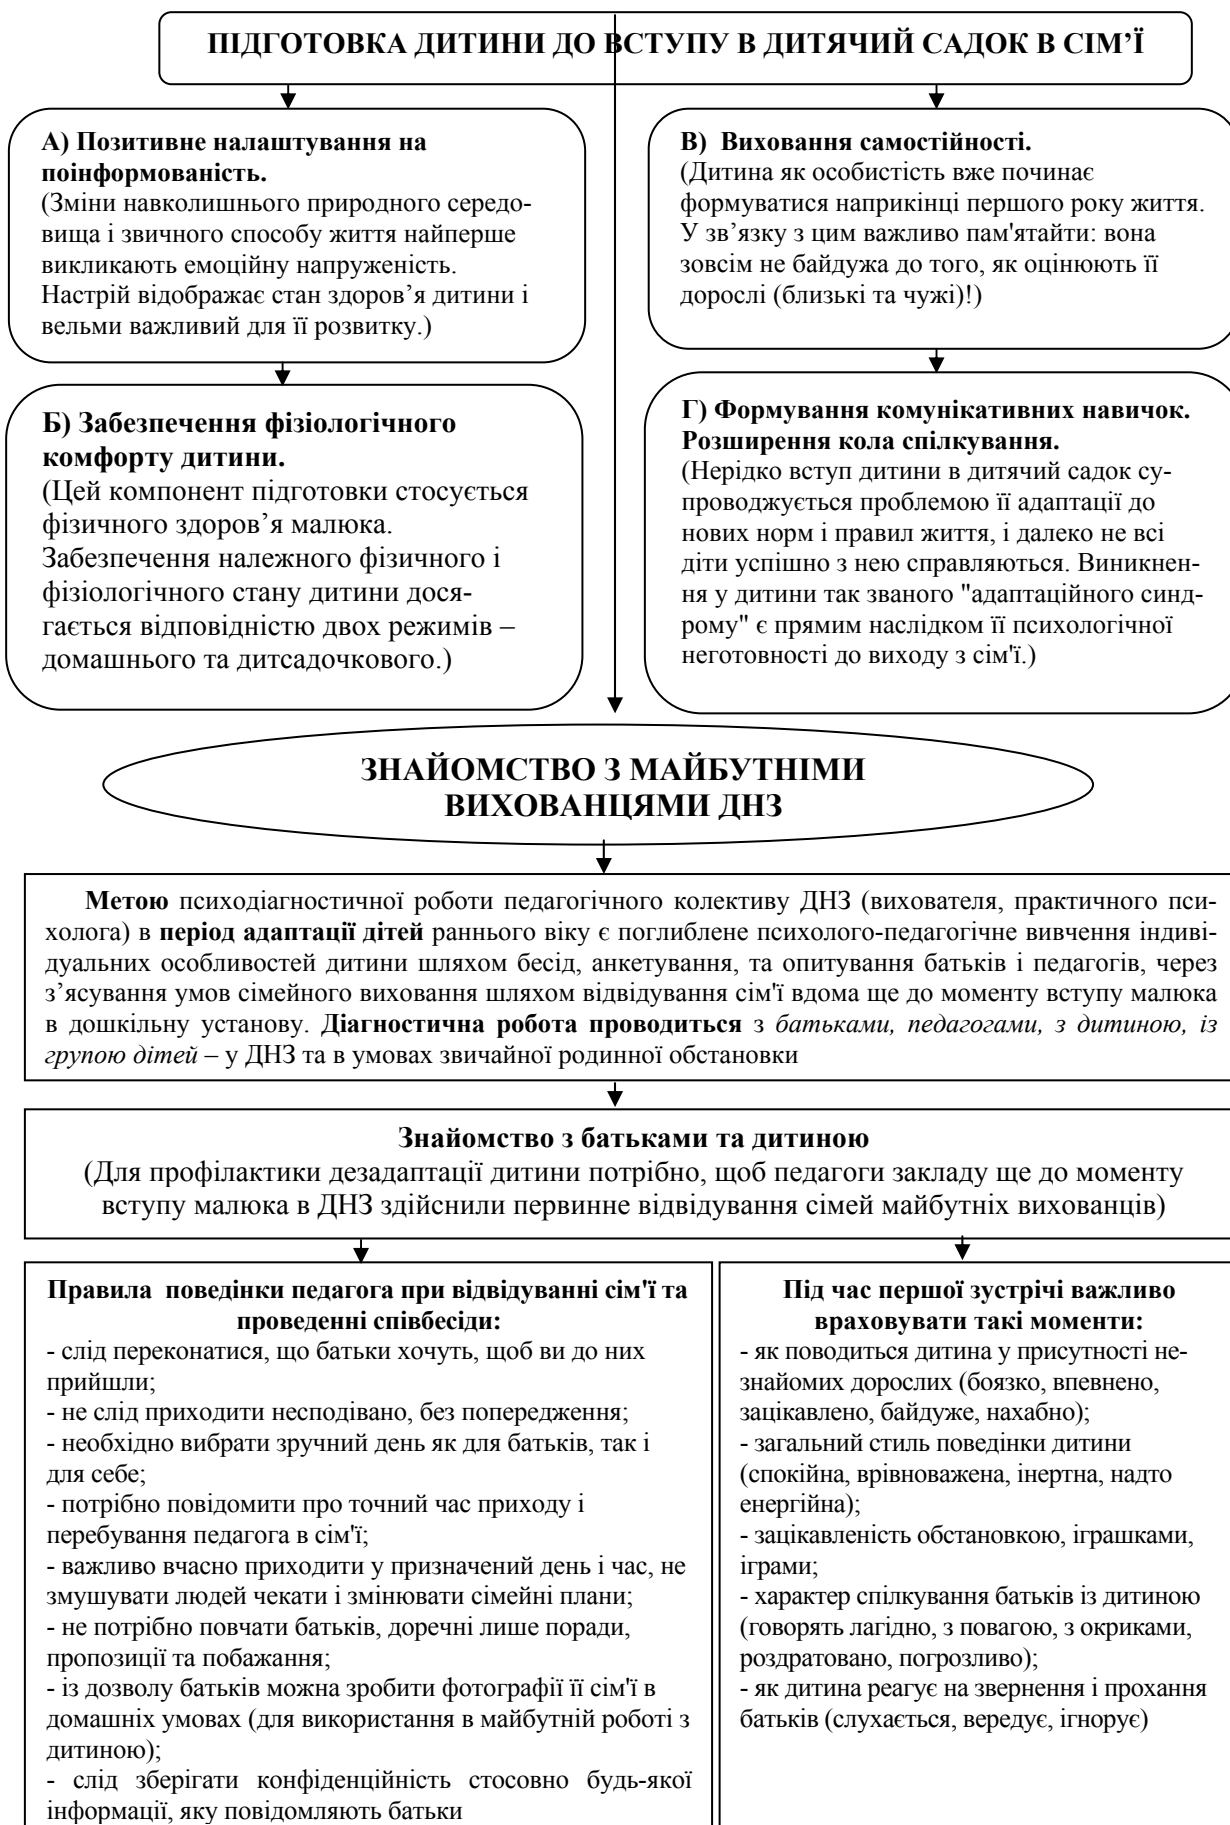 ПІДГОТОВКА ДИТИНИ ДО ВСТУПУ В ДИТЯЧИЙ САДОК В СІМ’Ї
А) Позитивне налаштування на
поінформованість.
(Зміни навколишнього природного середо-
вища і звичного способу життя найперше
викликають емоційну напруженість.
Настрій відображає стан здоров’я дитини і
вельми важливий для її розвитку.)
Б) Забезпечення фізіологічного
комфорту дитини.
(Цей компонент підготовки стосується
фізичного здоров’я малюка.
Забезпечення належного фізичного і
фізіологічного стану дитини дося-
гається відповідністю двох режимів –
домашнього та дитсадочкового.)
В) Виховання самостійності.
(Дитина як особистість вже починає
формуватися наприкінці першого року життя.
У зв’язку з цим важливо пам'ятайти: вона
зовсім не байдужа до того, як оцінюють її
дорослі (близькі та чужі)!)
Г) Формування комунікативних навичок.
Розширення кола спілкування.
(Нерідко вступ дитини в дитячий садок су-
проводжується проблемою її адаптації до
нових норм і правил життя, і далеко не всі
діти успішно з нею справляються. Виникнен-
ня у дитини так званого "адаптаційного синд-
рому" є прямим наслідком її психологічної
неготовності до виходу з сім'ї.)
ЗНАЙОМСТВО З МАЙБУТНІМИ
ВИХОВАНЦЯМИ ДНЗ
Метою психодіагностичної роботи педагогічного колективу ДНЗ (вихователя, практичного пси-
холога) в період адаптації дітей раннього віку є поглиблене психолого-педагогічне вивчення індиві-
дуальних особливостей дитини шляхом бесід, анкетування, та опитування батьків і педагогів, через
з’ясування умов сімейного виховання шляхом відвідування сім'ї вдома ще до моменту вступу малюка
в дошкільну установу. Діагностична робота проводиться з батьками, педагогами, з дитиною, із
групою дітей – у ДНЗ та в умовах звичайної родинної обстановки
Знайомство з батьками та дитиною
(Для профілактики дезадаптації дитини потрібно, щоб педагоги закладу ще до моменту
вступу малюка в ДНЗ здійснили первинне відвідування сімей майбутніх вихованців)
Правила поведінки педагога при відвідуванні сім'ї та
проведенні співбесіди:
- слід переконатися, що батьки хочуть, щоб ви до них
прийшли;
- не слід приходити несподівано, без попередження;
- необхідно вибрати зручний день як для батьків, так і
для себе;
- потрібно повідомити про точний час приходу і
перебування педагога в сім'ї;
- важливо вчасно приходити у призначений день і час, не
змушувати людей чекати і змінювати сімейні плани;
- не потрібно повчати батьків, доречні лише поради,
пропозиції та побажання;
- із дозволу батьків можна зробити фотографії її сім'ї в
домашніх умовах (для використання в майбутній роботі з
дитиною);
- слід зберігати конфіденційність стосовно будь-якої
інформації, яку повідомляють батьки
Під час першої зустрічі важливо
враховувати такі моменти:
- як поводиться дитина у присутності не-
знайомих дорослих (боязко, впевнено,
зацікавлено, байдуже, нахабно);
- загальний стиль поведінки дитини
(спокійна, врівноважена, інертна, надто
енергійна);
- зацікавленість обстановкою, іграшками,
іграми;
- характер спілкування батьків із дитиною
(говорять лагідно, з повагою, з окриками,
роздратовано, погрозливо);
- як дитина реагує на звернення і прохання
батьків (слухається, вередує, ігнорує)